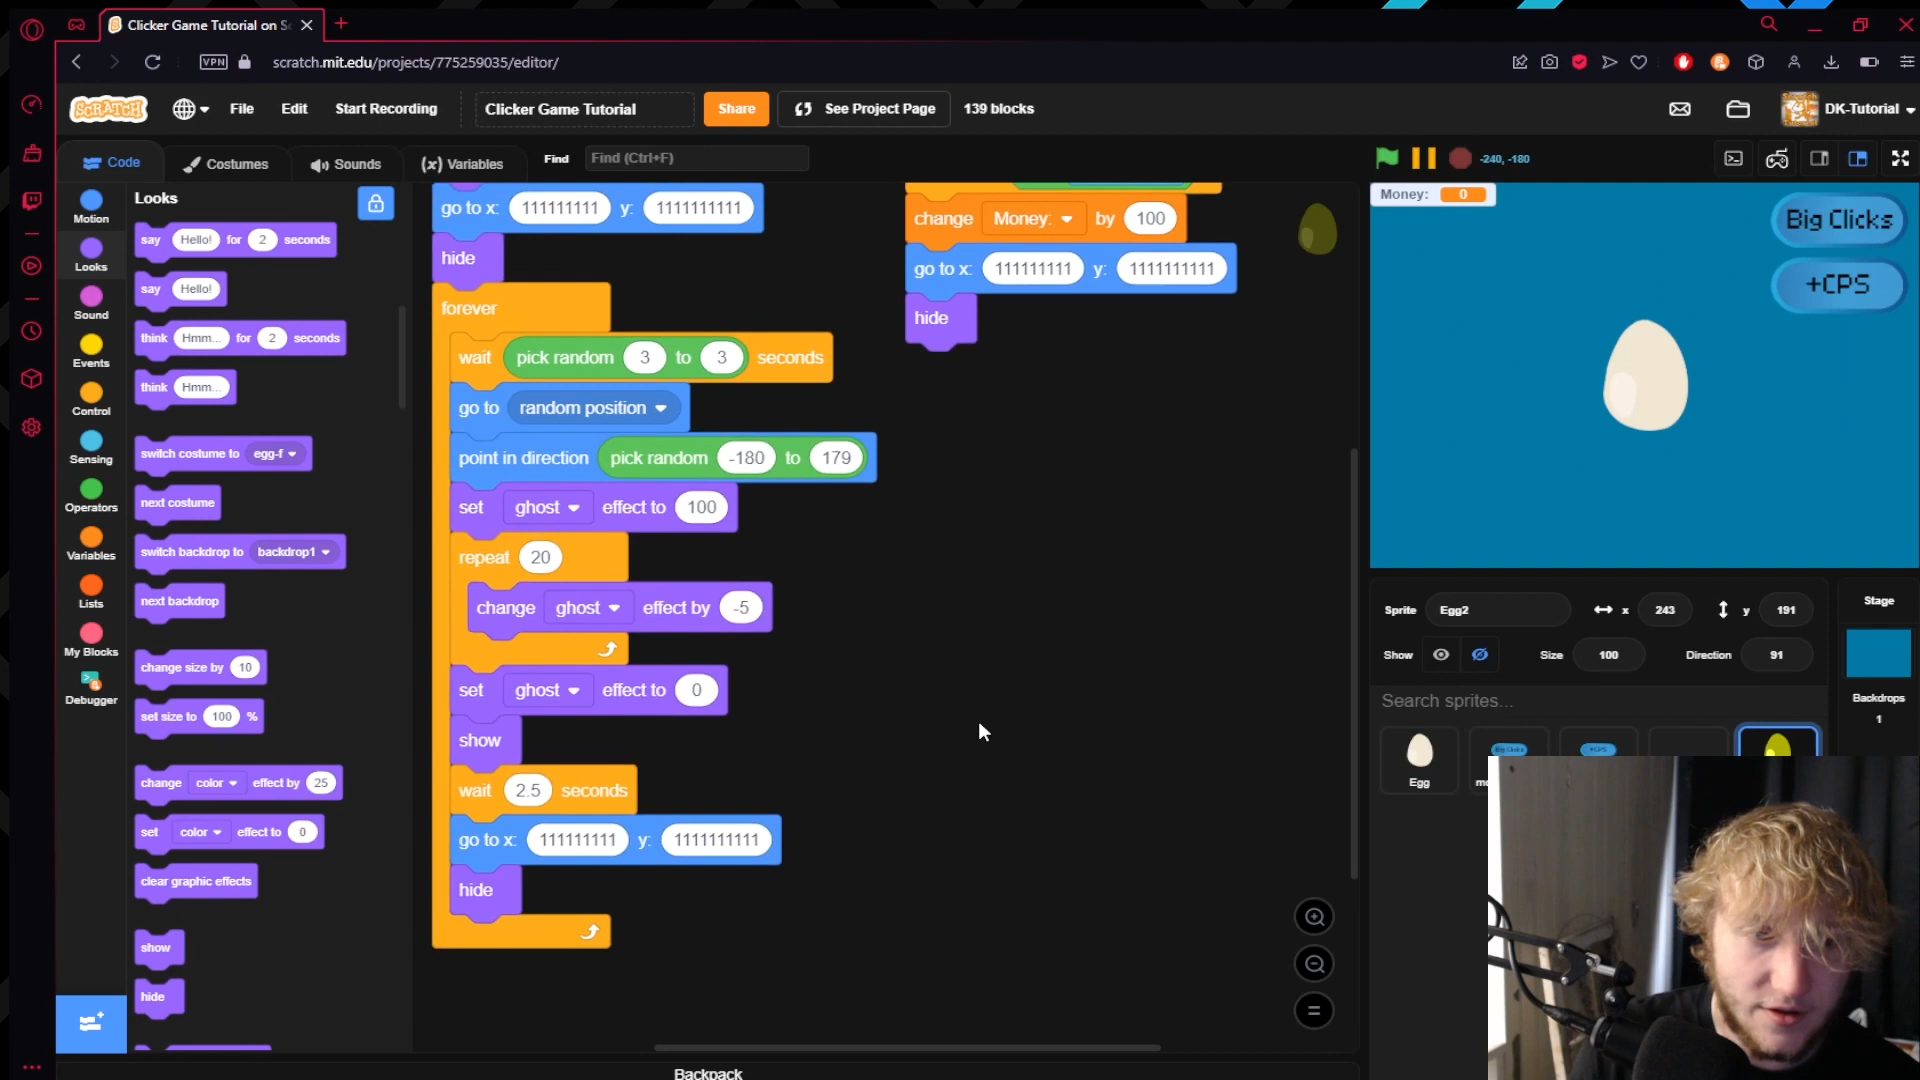 Clicker Game Tutorial on Sc
VPN
scratch.mit.edu/projects/775259035/editor/
SCRATCH
File
Edit
Start Recording
Clicker Game Tutorial
Share
See Project Page
139 blocks
DK-Tutorial
Code
Costumes
Sounds
(x) Variables
Find
Find (Ctrl+F)
-240, -180
Motion
Looks
Sound
Events
Control
Sensing
Operators
Variables
Lists
My Blocks
Debugger
Looks
say Hello! for 2 seconds
say Hello!
think Hmm... for 2 seconds
think Hmm...
switch costume to egg-f
next costume
switch backdrop to backdrop1
next backdrop
change size by 10
set size to 100 %
change color effect by 25
set color effect to 0
clear graphic effects
show
hide
go to x: 111111111 y: 1111111111
hide
forever
wait pick random 3 to 3 seconds
go to random position
point in direction pick random -180 to 179
set ghost effect to 100
repeat 20
change ghost effect by -5
set ghost effect to 0
show
wait 2.5 seconds
go to x: 111111111 y: 1111111111
hide
change Money: by 100
go to x: 111111111 y: 1111111111
hide
Backpack
Money: 0
Big Clicks
+CPS
Sprite Egg2 x 243 y 191
Show Size 100 Direction 91
Search sprites...
Egg
Big Clicks
+CPS
Stage
Backdrops
1